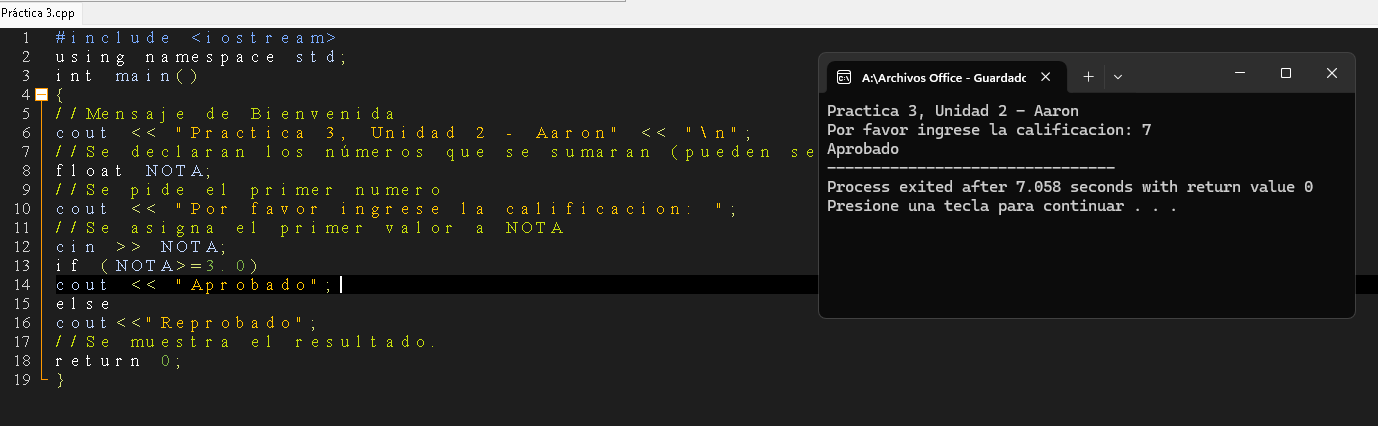 Práctica 3.cpp
1 #include <iostream>
2 using namespace std;
3 int main()
4 {
5 //Mensaje de Bienvenida
6 cout << "Practica 3, Unidad 2 - Aaron" << "\n";
7 //Se declaran los números que se sumaran (pueden se
8 float NOTA;
9 //Se pide el primer numero
10 cout << "Por favor ingrese la calificacion: ";
11 //Se asigna el primer valor a NOTA
12 cin >> NOTA;
13 if (NOTA>=3.0)
14 cout << "Aprobado";
15 else
16 cout<<"Reprobado";
17 //Se muestra el resultado.
18 return 0;
19 }
A:\Archivos Office - Guardado
Practica 3, Unidad 2 - Aaron
Por favor ingrese la calificacion: 7
Aprobado
--------------------------------
Process exited after 7.058 seconds with return value 0
Presione una tecla para continuar . . .